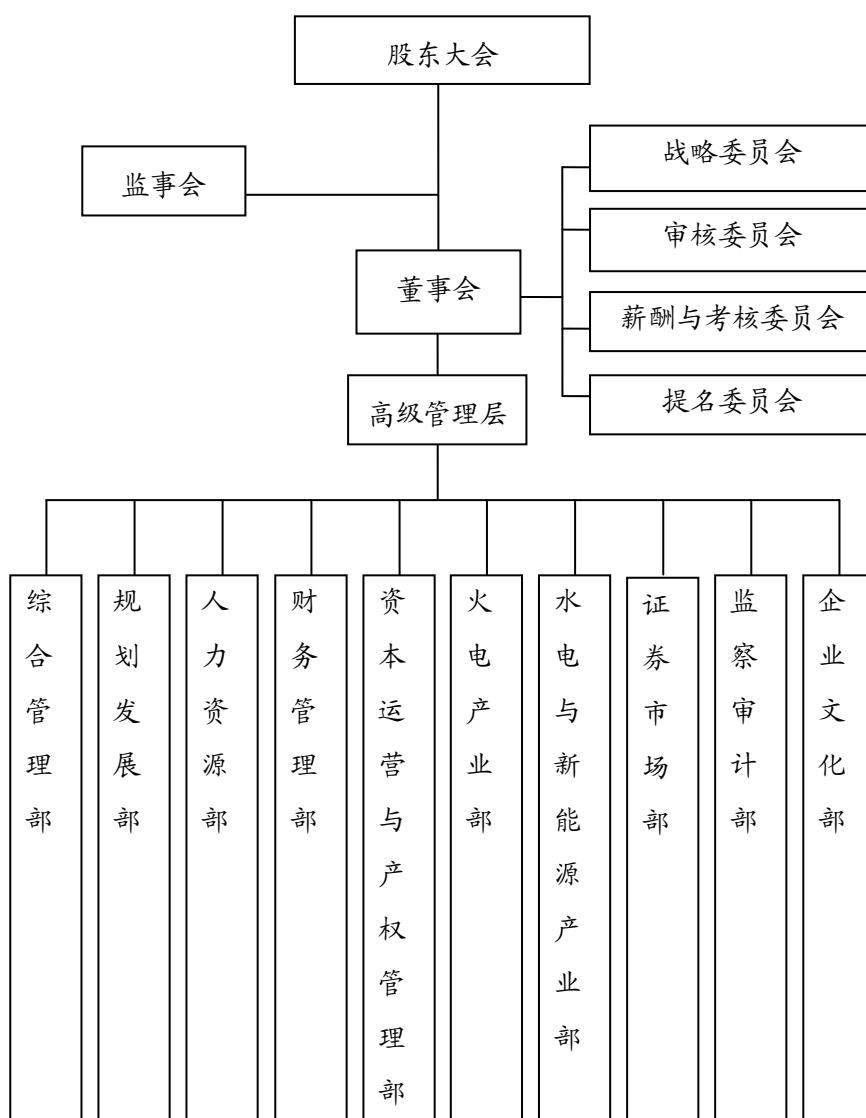 股东大会
监事会
战略委员会
审核委员会
董事会
薪酬与考核委员会
高级管理层
提名委员会
综合管理部
规划发展部
人力资源部
财务管理部
资本运营与产权管理部
火电产业部
水电与新能源产业部
证券市场部
监察审计部
企业文化部